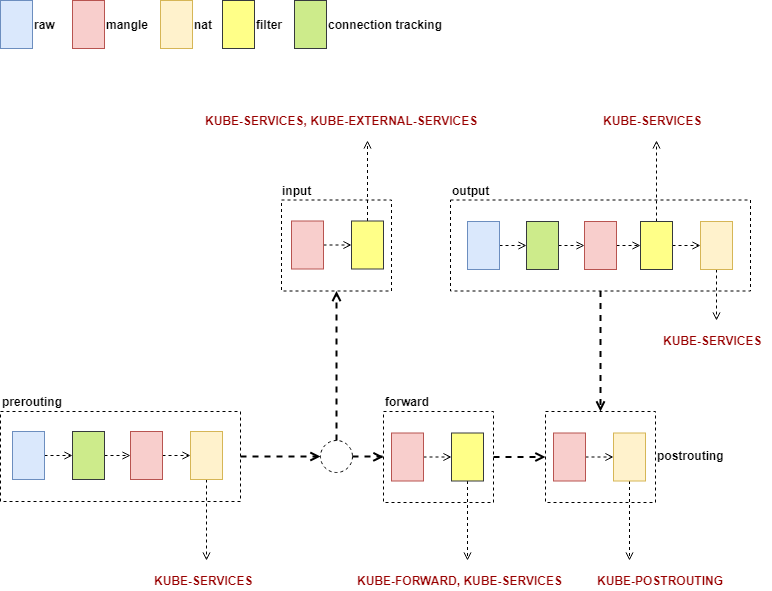 raw mangle nat filter connection tracking
KUBE-SERVICES, KUBE-EXTERNAL-SERVICES
KUBE-SERVICES
input
output
KUBE-SERVICES
prerouting
forward
postrouting
KUBE-SERVICES
KUBE-FORWARD, KUBE-SERVICES
KUBE-POSTROUTING